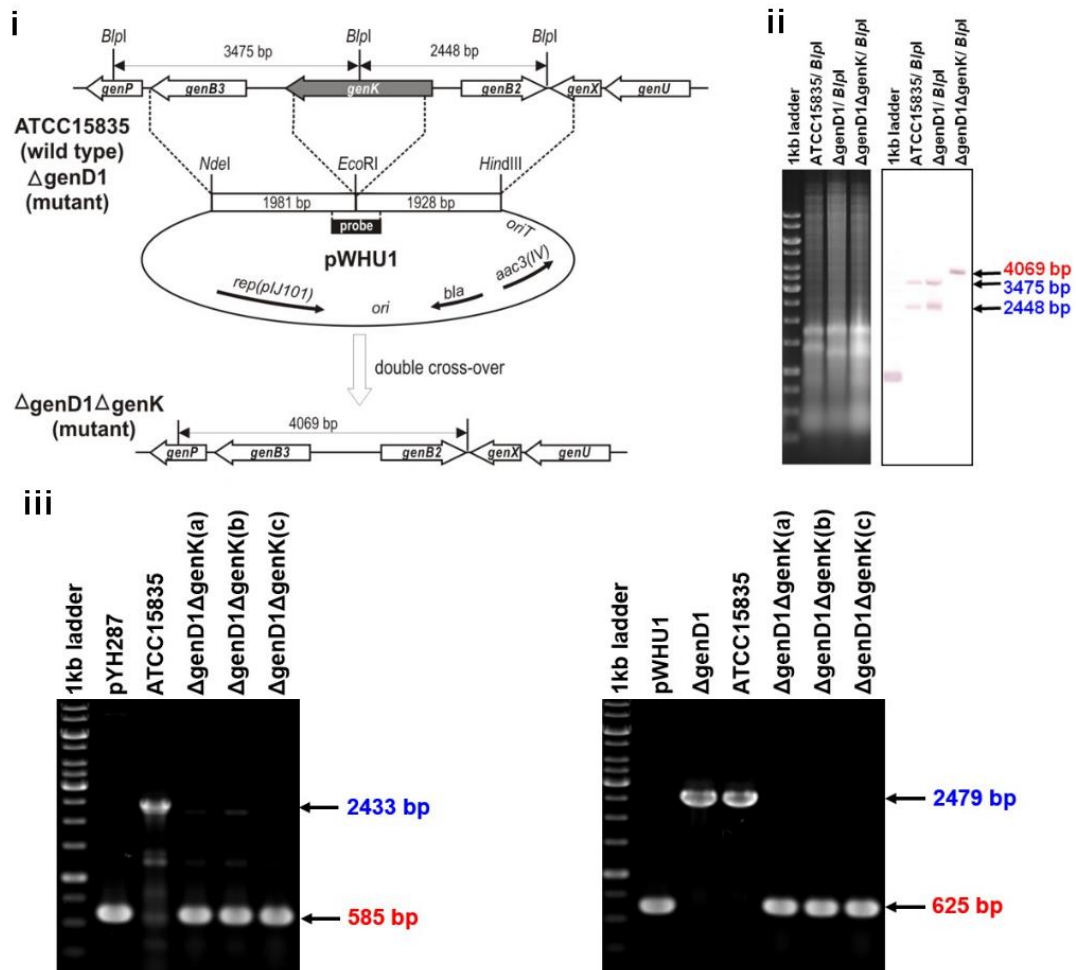 i
BlpI 3475 bp BlpI 2448 bp BlpI
genP genB3 genK genB2 genX genU
ATCC15835
(wild type)
ΔgenD1
(mutant)
NdeI EcoRI HindIII
1981 bp 1928 bp
probe
oriT
pWHU1
rep(pIJ101) ori bla aac3(IV)
double cross-over
ΔgenD1ΔgenK
(mutant)
4069 bp
genP genB3 genB2 genX genU
ii
1kb ladder
ATCC15835/ BlpI
ΔgenD1/ BlpI
ΔgenD1ΔgenK/ BlpI
1kb ladder
ATCC15835/ BlpI
ΔgenD1/ BlpI
ΔgenD1ΔgenK/ BlpI
4069 bp
3475 bp
2448 bp
iii
1kb ladder
pYH287
ATCC15835
ΔgenD1ΔgenK(a)
ΔgenD1ΔgenK(b)
ΔgenD1ΔgenK(c)
2433 bp
585 bp
1kb ladder
pWHU1
ΔgenD1
ATCC15835
ΔgenD1ΔgenK(a)
ΔgenD1ΔgenK(b)
ΔgenD1ΔgenK(c)
2479 bp
625 bp